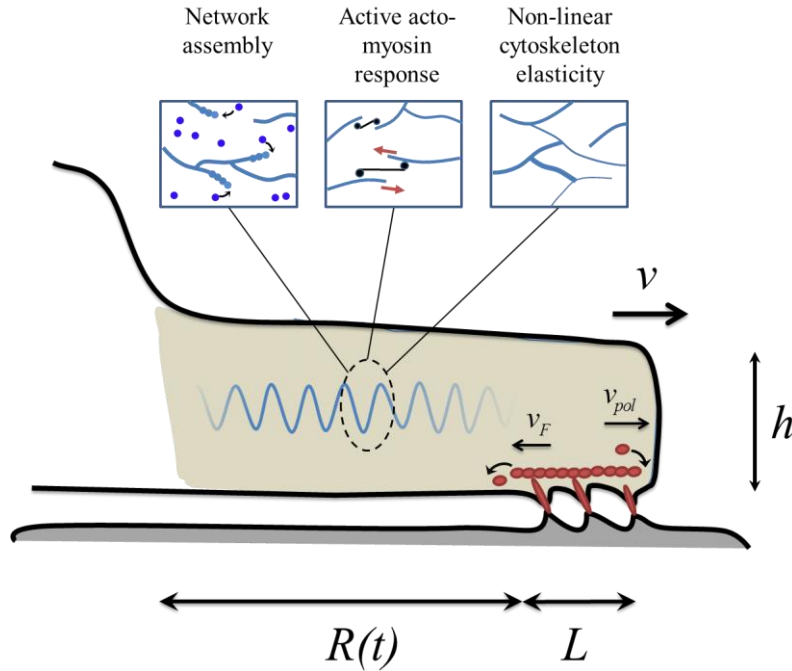 Network
assembly
Active acto-
myosin
response
Non-linear
cytoskeleton
elasticity
v
v_pol
v_F
h
R(t)
L